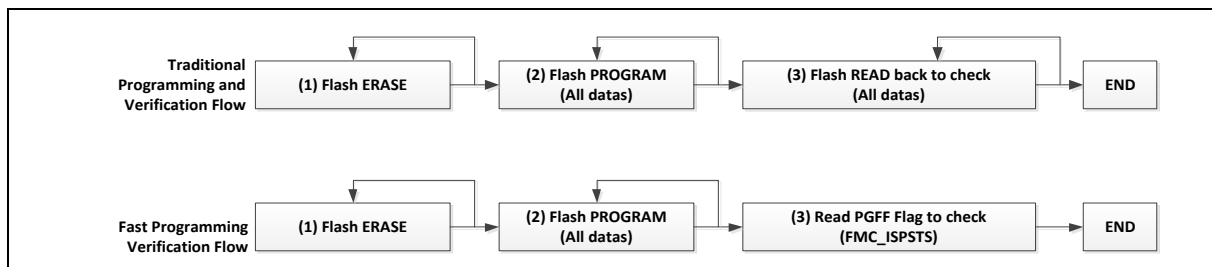 Traditional
Programming and
Verification Flow
(1) Flash ERASE
(2) Flash PROGRAM
(All datas)
(3) Flash READ back to check
(All datas)
END
Fast Programming
Verification Flow
(1) Flash ERASE
(2) Flash PROGRAM
(All datas)
(3) Read PGFF Flag to check
(FMC_ISPSTS)
END